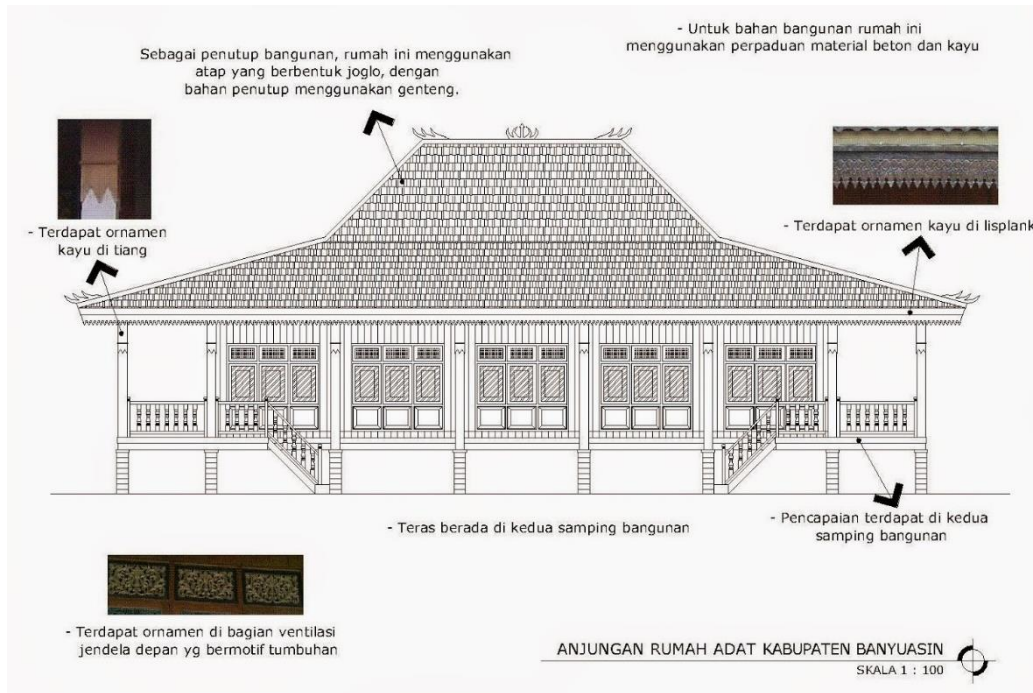 - Untuk bahan bangunan rumah ini
menggunakan perpaduan material beton dan kayu
Sebagai penutup bangunan, rumah ini menggunakan
atap yang berbentuk joglo, dengan
bahan penutup menggunakan genteng.
- Terdapat ornamen
kayu di tiang
- Terdapat ornamen kayu di lisplank
- Teras berada di kedua samping bangunan
- Pencapaian terdapat di kedua
samping bangunan
- Terdapat ornamen di bagian ventilasi
jendela depan yg bermotif tumbuhan
ANJUNGAN RUMAH ADAT KABUPATEN BANYUASIN
SKALA 1 : 100